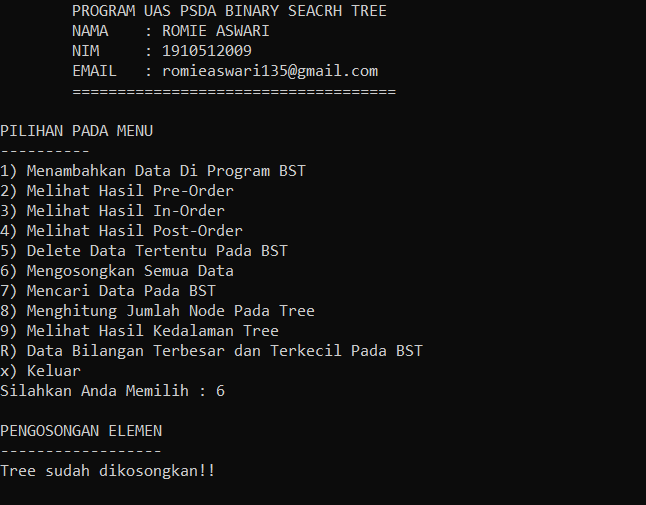 PROGRAM UAS PSDA BINARY SEACRH TREE
NAMA    : ROMIE ASWARI
NIM     : 1910512009
EMAIL   : romieaswari135@gmail.com
====================================
PILIHAN PADA MENU
----------
1) Menambahkan Data Di Program BST
2) Melihat Hasil Pre-Order
3) Melihat Hasil In-Order
4) Melihat Hasil Post-Order
5) Delete Data Tertentu Pada BST
6) Mengosongkan Semua Data
7) Mencari Data Pada BST
8) Menghitung Jumlah Node Pada Tree
9) Melihat Hasil Kedalaman Tree
R) Data Bilangan Terbesar dan Terkecil Pada BST
x) Keluar
Silahkan Anda Memilih : 6
PENGOSONGAN ELEMEN
------------------
Tree sudah dikosongkan!!